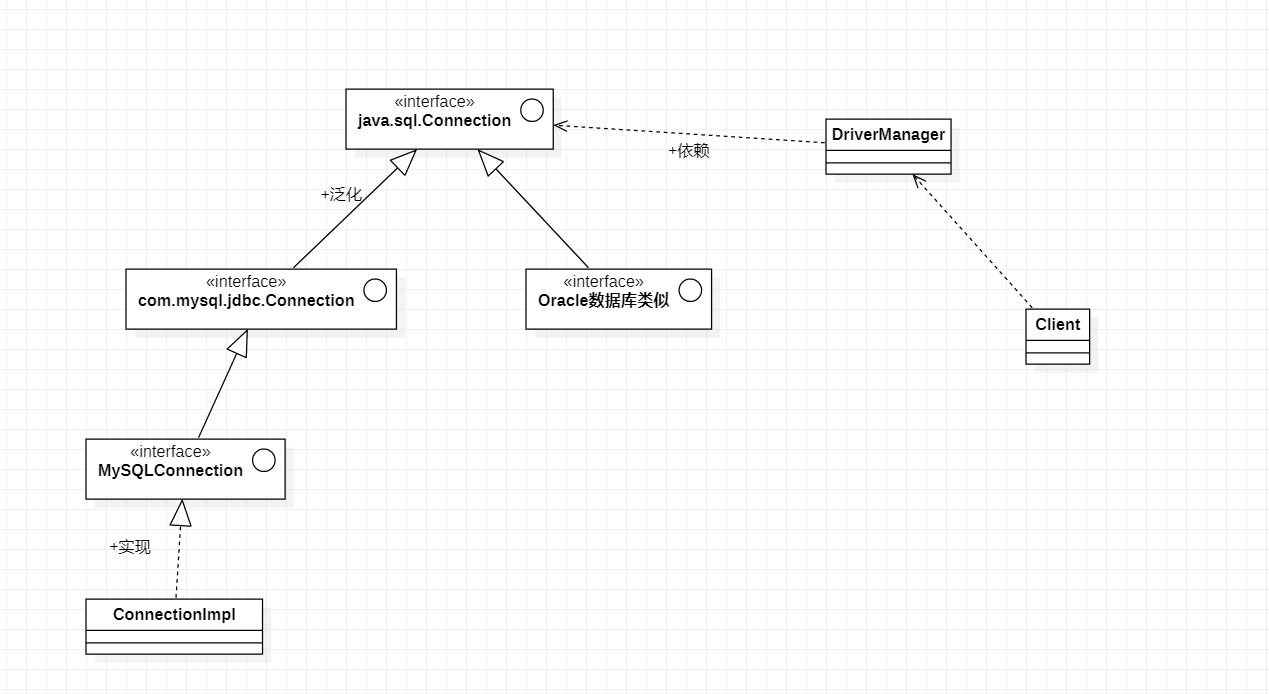 «interface»
java.sql.Connection
DriverManager
+依赖
+泛化
«interface»
com.mysql.jdbc.Connection
«interface»
Oracle数据库类似
Client
«interface»
MySQLConnection
+实现
ConnectionImpl